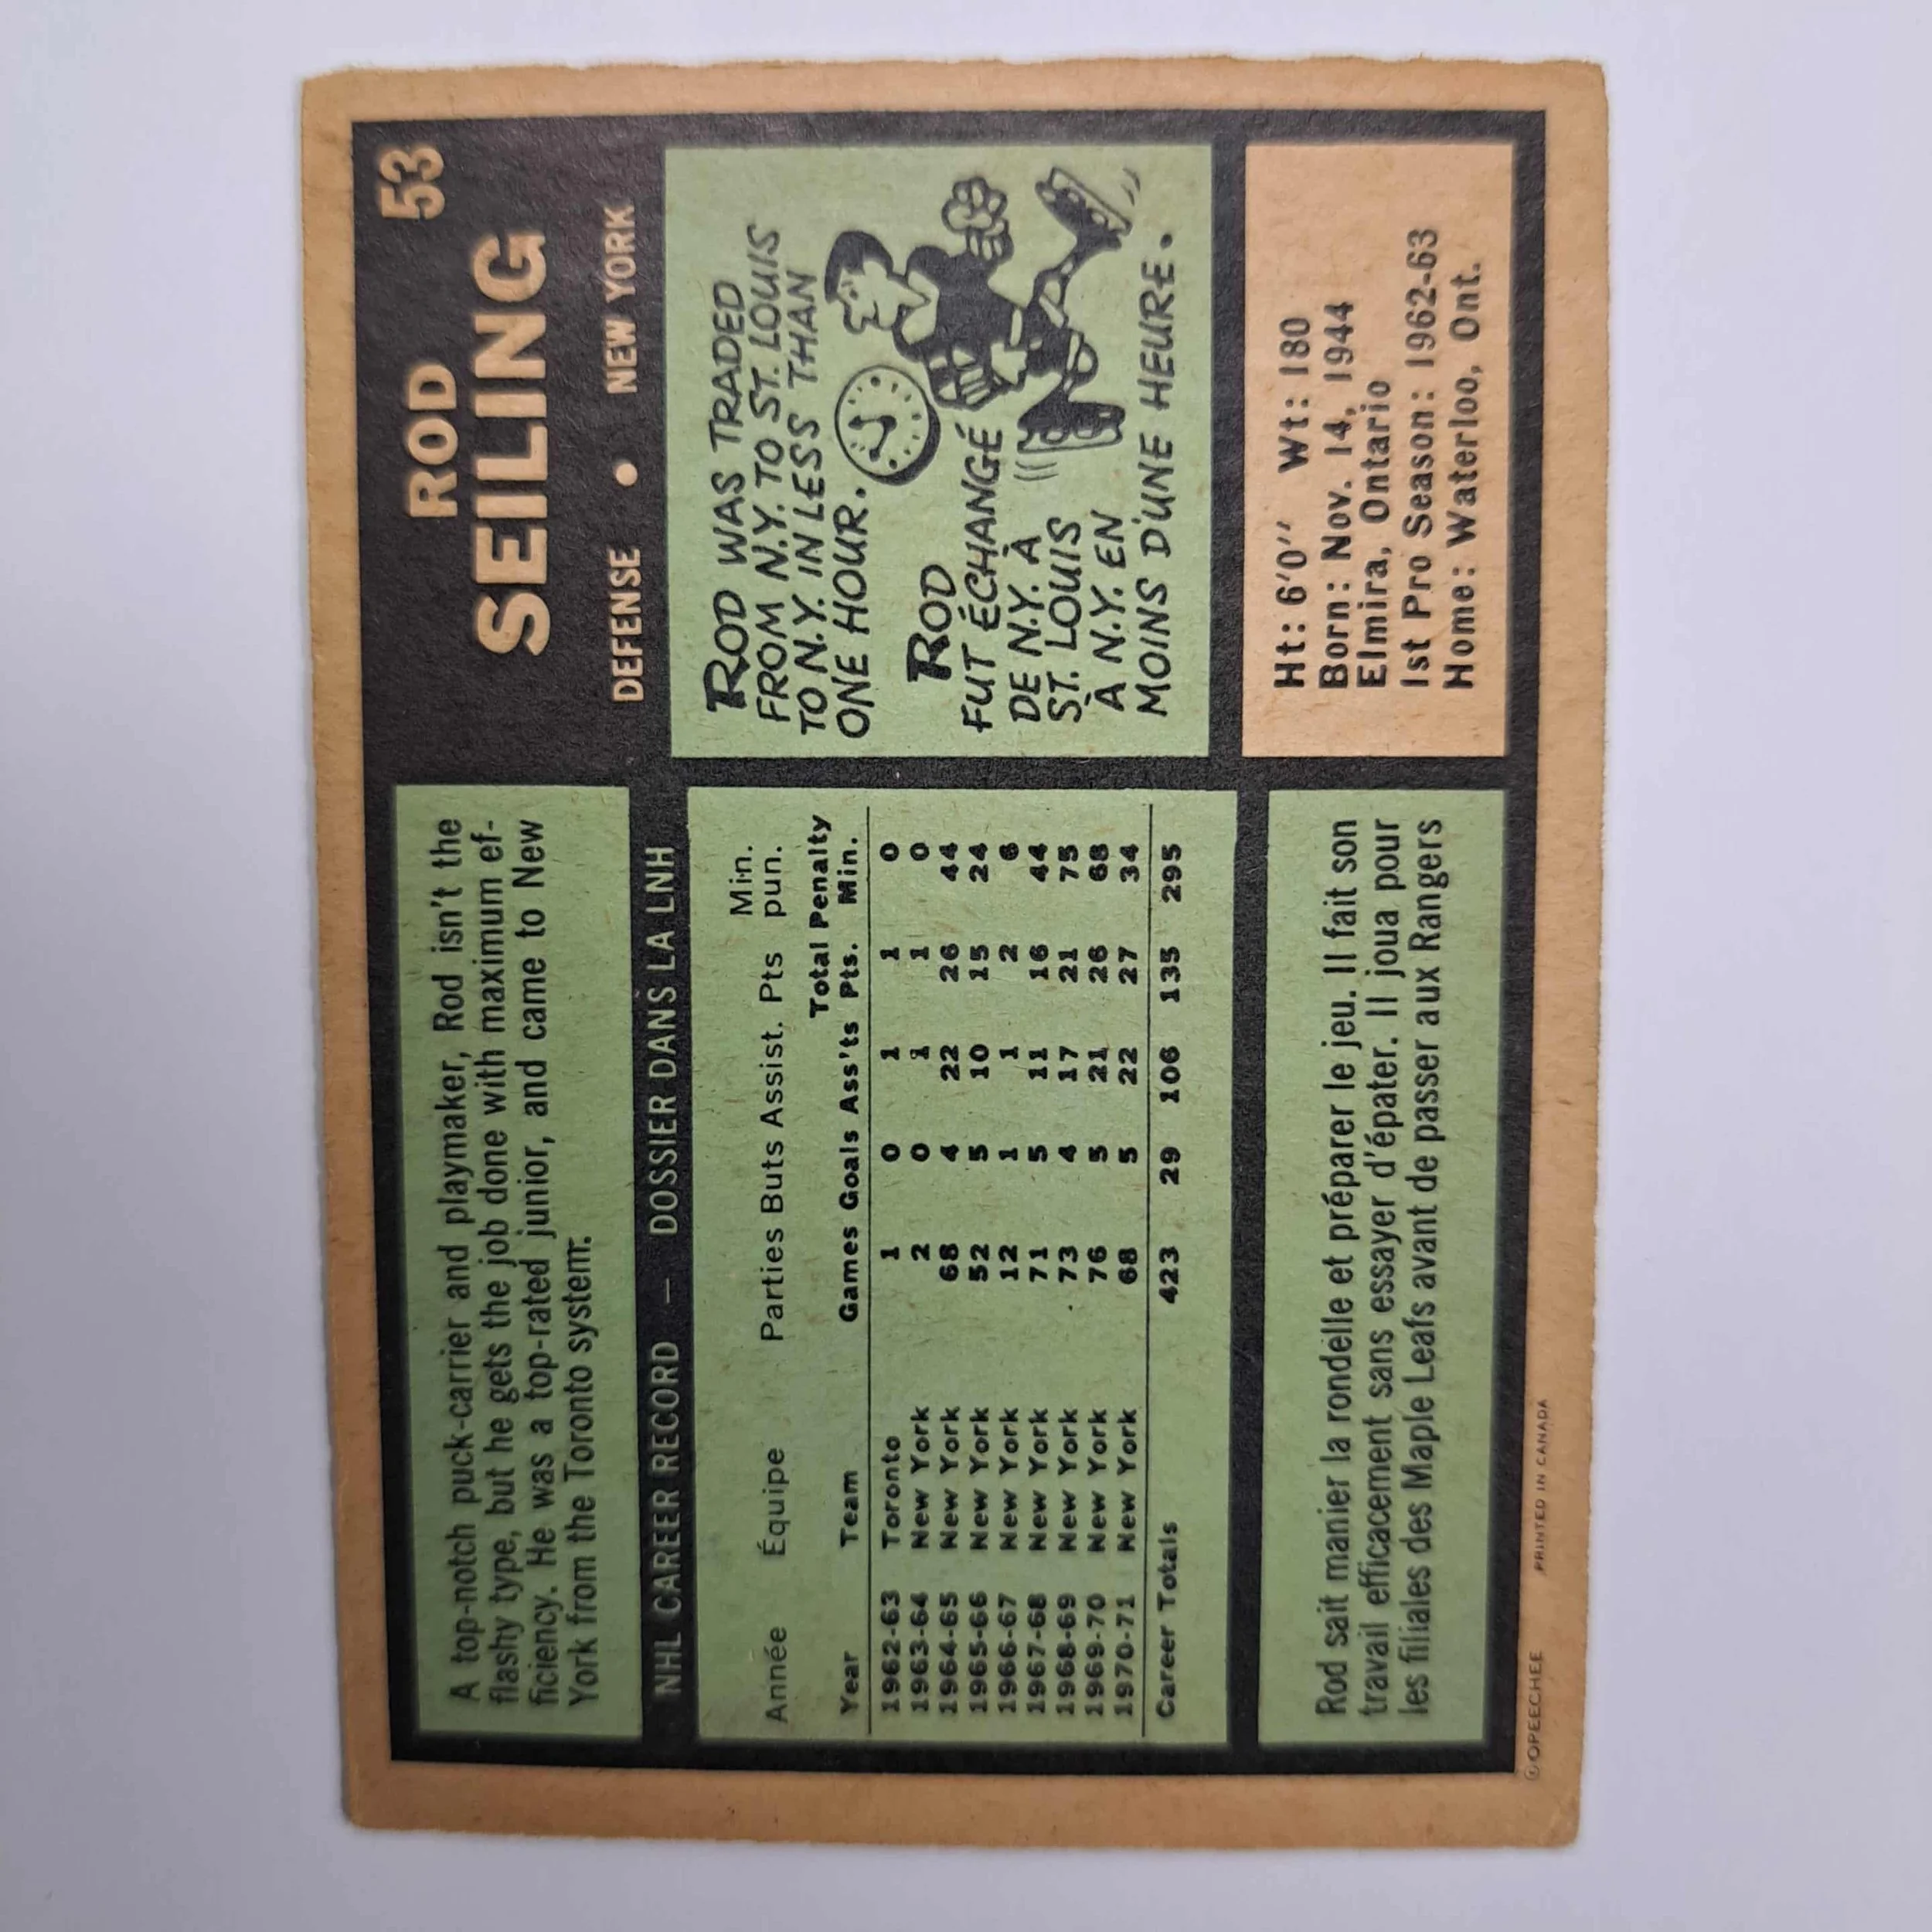 A top-notch puck-carrier and playmaker, Rod isn't the
flashy type, but he gets the job done with maximum ef-
ficiency. He was a top-rated junior, and came to New
York from the Toronto system.
ROD 53
SEILING
DEFENSE • NEW YORK
NHL CAREER RECORD — DOSSIER DANS LA LNH
Année Équipe Parties Buts Assist. Pts Min. pun.
Year Team Games Goals Ass'ts Total Pts. Penalty Min.
1962-63 Toronto 1 0 1 1 0
1963-64 New York 2 0 1 1 0
1964-65 New York 68 4 22 26 44
1965-66 New York 52 5 10 15 24
1966-67 New York 12 1 1 2 6
1967-68 New York 71 5 11 16 44
1968-69 New York 73 4 17 21 75
1969-70 New York 76 5 21 26 68
1970-71 New York 68 5 22 27 34
Career Totals 423 29 106 135 295
ROD WAS TRADED
FROM N.Y. TO ST. LOUIS
TO N.Y. IN LESS THAN
ONE HOUR.
ROD
FUT ÉCHANGÉ
DE N.Y. À
ST. LOUIS
À N.Y. EN
MOINS D'UNE HEURE.
Rod sait manier la rondelle et préparer le jeu. Il fait son
travail efficacement sans essayer d'épater. Il joua pour
les filiales des Maple Leafs avant de passer aux Rangers
Ht: 6'0" Wt: 180
Born: Nov. 14, 1944
Elmira, Ontario
1st Pro Season: 1962-63
Home: Waterloo, Ont.
©OPEECHEE PRINTED IN CANADA